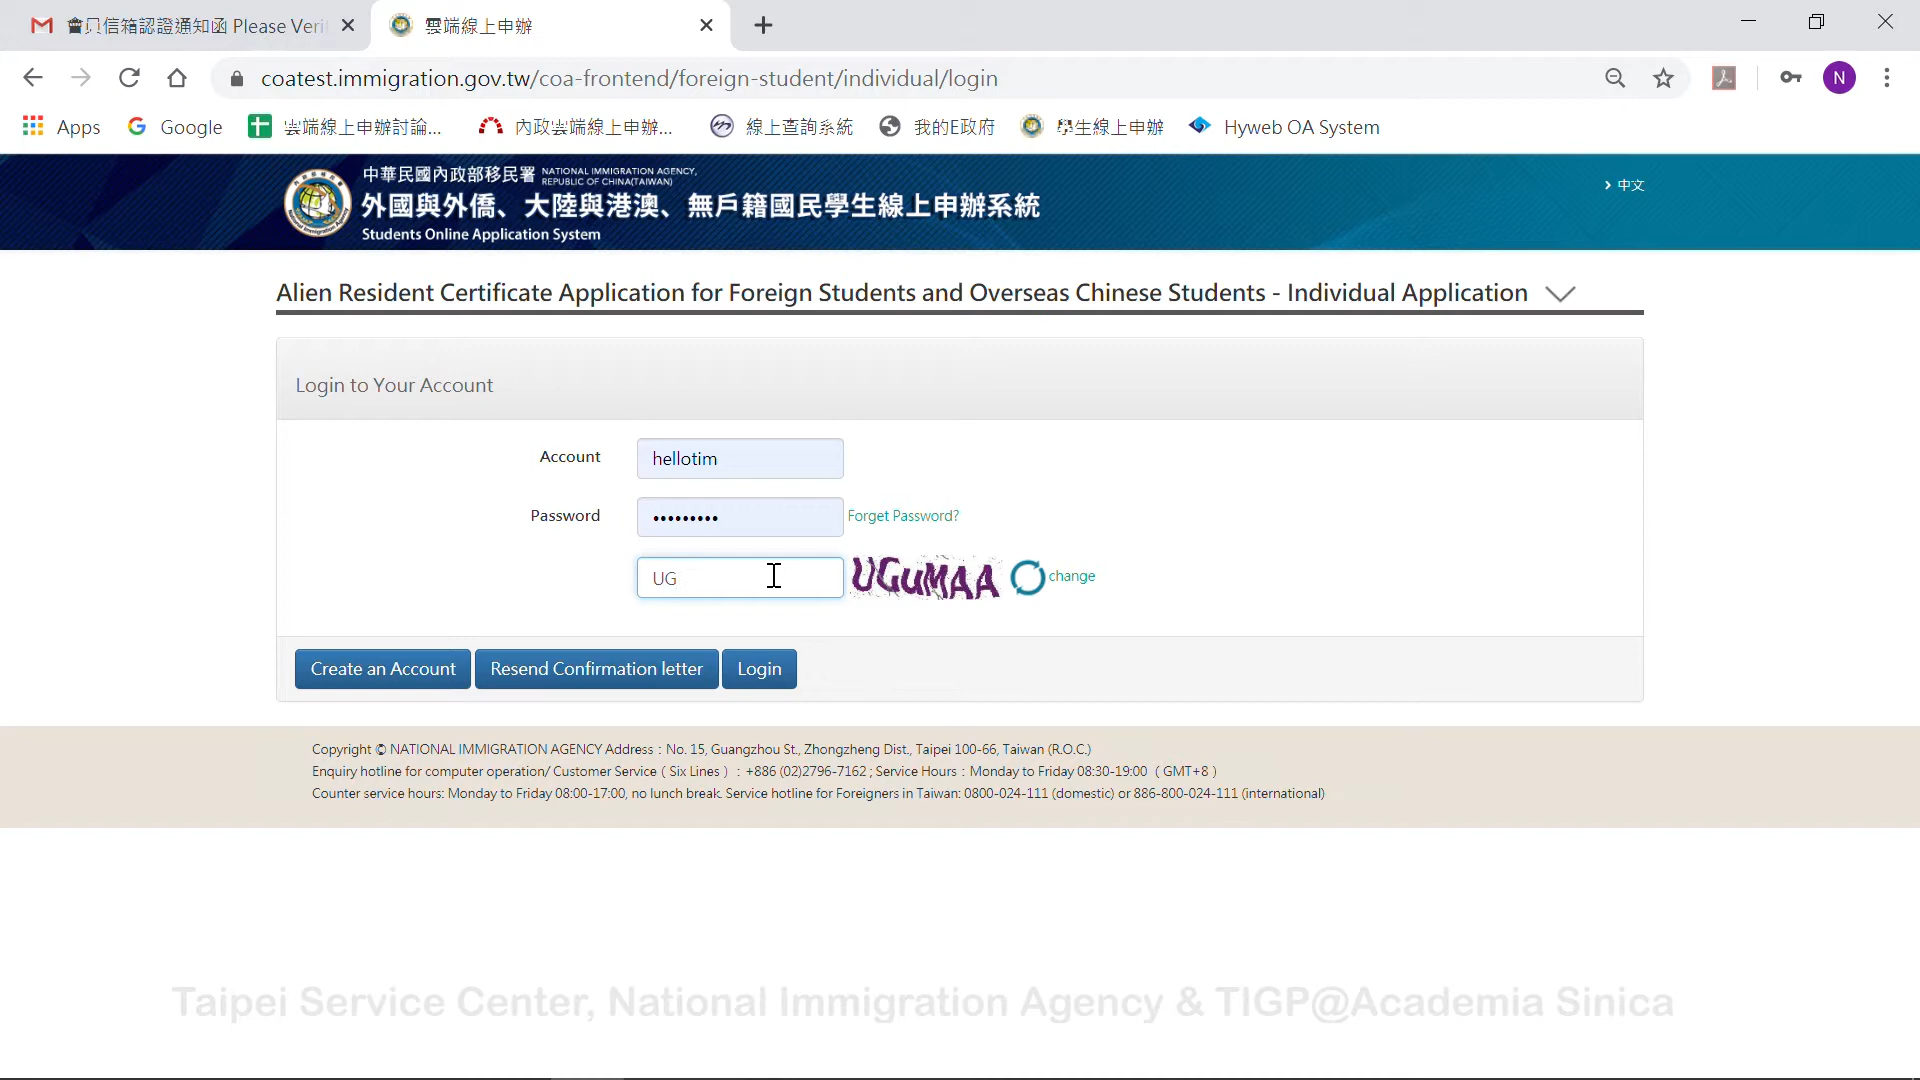 會員信箱認證通知函 Please Veri
雲端線上申辦
coatest.immigration.gov.tw/coa-frontend/foreign-student/individual/login
N
Apps
Google
雲端線上申辦討論...
內政雲端線上申辦...
線上查詢系統
我的E政府
學生線上申辦
Hyweb OA System
中華民國內政部移民署 NATIONAL IMMIGRATION AGENCY, REPUBLIC OF CHINA(TAIWAN)
外國與外僑、大陸與港澳、無戶籍國民學生線上申辦系統
Students Online Application System
中文
Alien Resident Certificate Application for Foreign Students and Overseas Chinese Students - Individual Application
Login to Your Account
Account
hellotim
Password
•••••••••
Forget Password?
UG
UGUMAA
change
Create an Account
Resend Confirmation letter
Login
Copyright © NATIONAL IMMIGRATION AGENCY Address : No. 15, Guangzhou St., Zhongzheng Dist., Taipei 100-66, Taiwan (R.O.C.)
Enquiry hotline for computer operation/ Customer Service ( Six Lines ) : +886 (02)2796-7162 ; Service Hours : Monday to Friday 08:30-19:00 ( GMT+8 )
Counter service hours: Monday to Friday 08:00-17:00, no lunch break. Service hotline for Foreigners in Taiwan: 0800-024-111 (domestic) or 886-800-024-111 (international)
Taipei Service Center, National Immigration Agency & TIGP@Academia Sinica